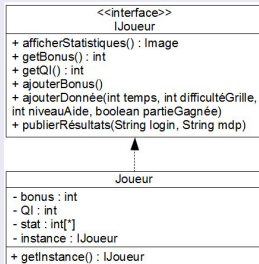 <<interface>>
IJoueur
+ afficherStatistiques() : Image
+ getBonus() : int
+ getQI() : int
+ ajouterBonus()
+ ajouterDonnée(int temps, int difficultéGrille,
int niveauAide, boolean partieGagnée)
+ publierRésultats(String login, String mdp)
Joueur
- bonus : int
- QI : int
- stat : int[*]
- instance : IJoueur
+ getInstance() : IJoueur